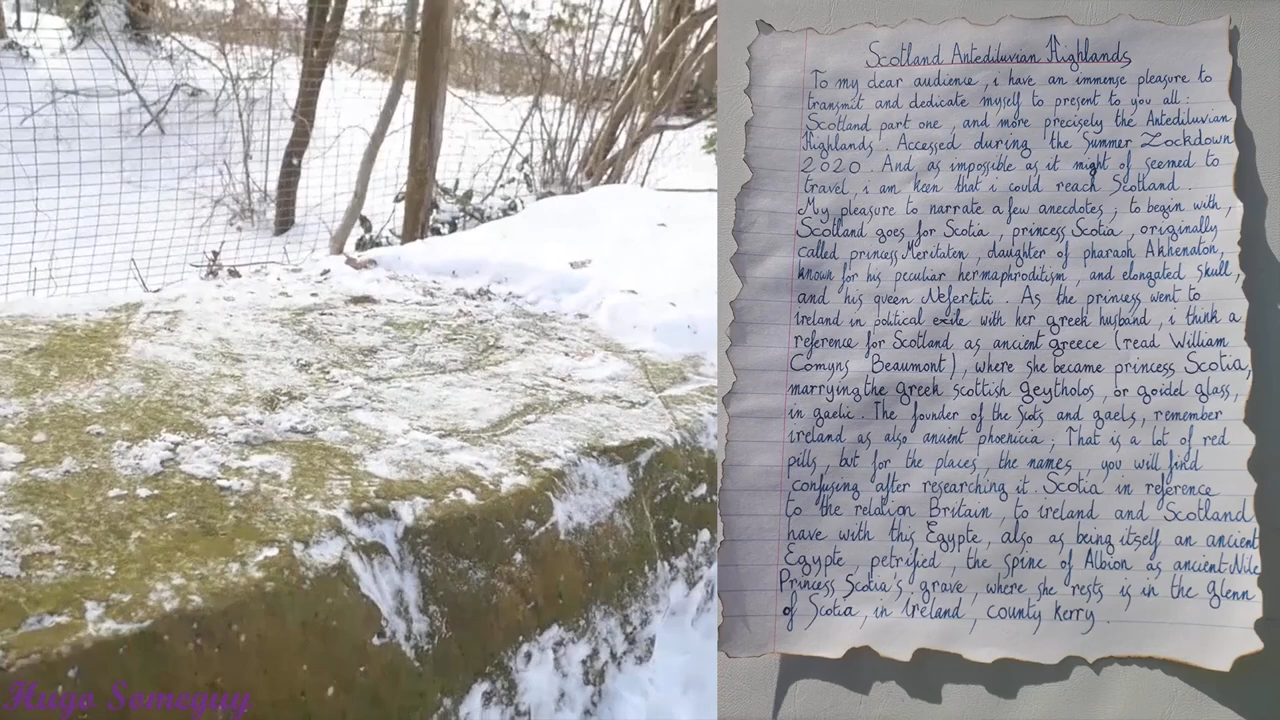 Scotland Antediluvian Highlands
To my dear audience, i have an immense pleasure to
transmit and dedicate myself to present to you all:
Scotland part one, and more precisely the Antediluvian
Highlands. Accessed during the Summer Lockdown
2020. And as impossible as it might of seemed to
travel, i am keen that i could reach Scotland.
My pleasure to narrate a few anecdotes; to begin with,
Scotland goes for Scotia, princess Scotia, originally
called princess Meritaten, daughter of pharaoh Akhenaton,
known for his peculiar hermaphroditism, and elongated skull,
and his queen Nefertiti. As the princess went to
ireland in political exile with her greek husband, i think a
reference for Scotland as ancient greece (read William
Comyns Beaumont), where she became princess Scotia,
marrying the greek scottish geytholos, or goidel glass,
in gaelic. The founder of the Scots and gaels, remember
ireland as also ancient phoenicia; That is a lot of red
pills, but for the places, the names, you will find
confusing after researching it. Scotia in reference
to the relation Britain, to ireland and Scotland
have with this Egypte, also as being itself an ancient
Egypte, petrified, the spine of Albion as ancient Nile
Princess Scotia's grave, where she rests is in the glenn
of Scotia, in ireland, county kerry.
Hugo Someguy